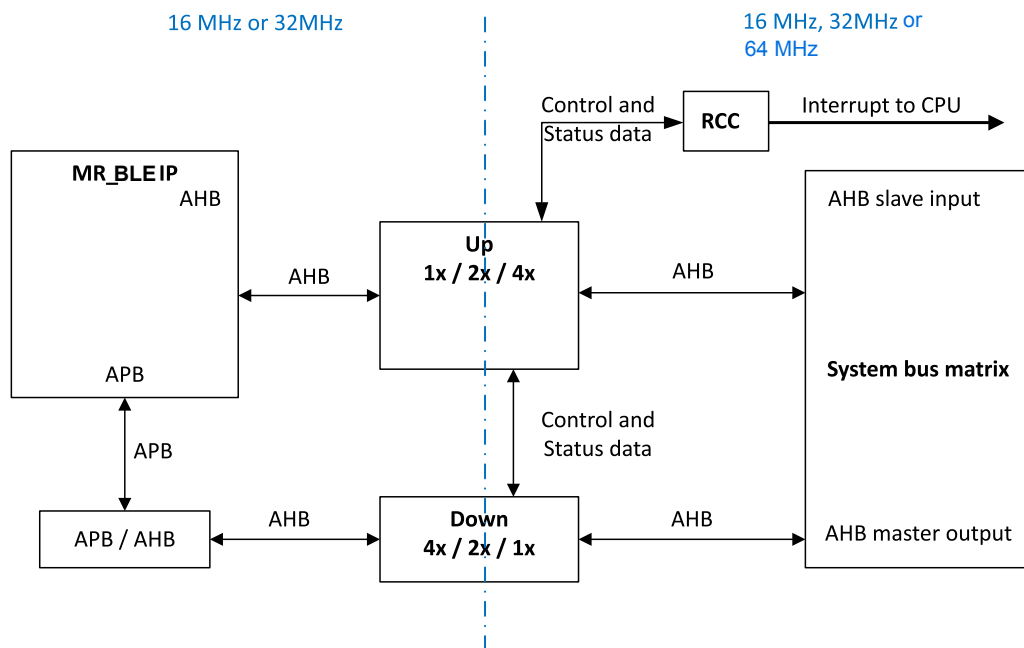 16 MHz or 32MHz
16 MHz, 32MHz or
64 MHz
Control and
Status data
RCC
Interrupt to CPU
MR_BLE IP
AHB
AHB slave input
Up
1x / 2x / 4x
AHB
AHB
System bus matrix
APB
Control and
Status data
APB
Down
4x / 2x / 1x
APB / AHB
AHB
AHB
AHB master output